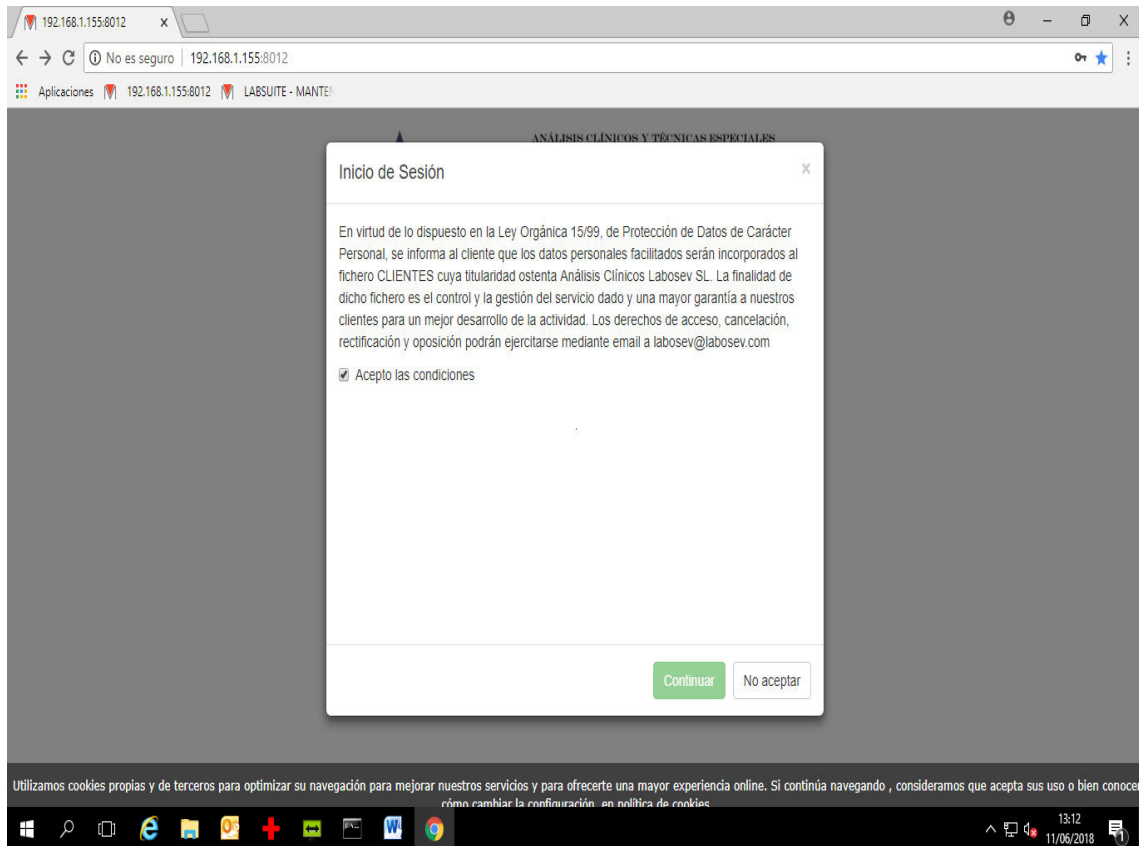 192.168.1.155:8012
No es seguro | 192.168.1.155:8012
Aplicaciones 192.168.1.155:8012 LABSUITE - MANTEN
ANÁLISIS CLÍNICOS Y TÉCNICAS ESPECIALES
Inicio de Sesión
En virtud de lo dispuesto en la Ley Orgánica 15/99, de Protección de Datos de Carácter
Personal, se informa al cliente que los datos personales facilitados serán incorporados al
fichero CLIENTES cuya titularidad ostenta Análisis Clínicos Labosev SL. La finalidad de
dicho fichero es el control y la gestión del servicio dado y una mayor garantía a nuestros
clientes para un mejor desarrollo de la actividad. Los derechos de acceso, cancelación,
rectificación y oposición podrán ejercitarse mediante email a labosev@labosev.com
Acepto las condiciones
Continuar No aceptar
Utilizamos cookies propias y de terceros para optimizar su navegación para mejorar nuestros servicios y para ofrecerte una mayor experiencia online. Si continúa navegando , consideramos que acepta sus uso o bien conocer
cómo cambiar la configuración, en política de cookies
13:12
11/06/2018